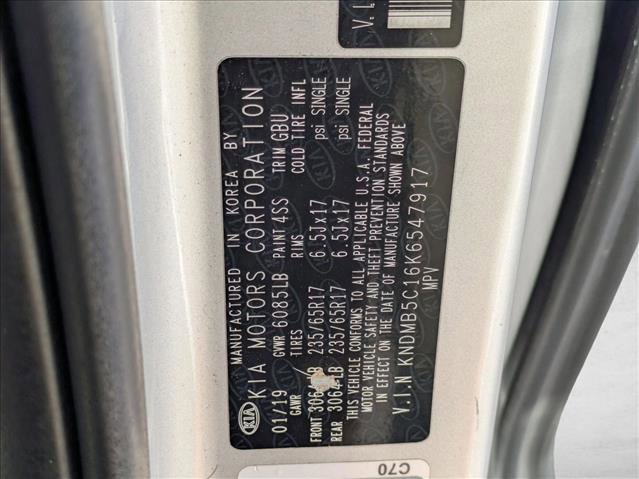 MANUFACTURED IN KOREA BY
KIA KIA MOTORS CORPORATION
01/19 GVWR 6085LB PAINT 4SS TRIM GBU
GAWR TIRES RIMS COLD TIRE INFL
FRONT 3064LB 235/65R17 6.5Jx17 psi SINGLE
REAR 3064LB 235/65R17 6.5Jx17 psi SINGLE
THIS VEHICLE CONFORMS TO ALL APPLICABLE U.S.A. FEDERAL
MOTOR VEHICLE SAFETY AND THEFT PREVENTION STANDARDS
IN EFFECT ON THE DATE OF MANUFACTURE SHOWN ABOVE
V.I.N KNDMB5C16K6547917
MPV
V.I.
C70